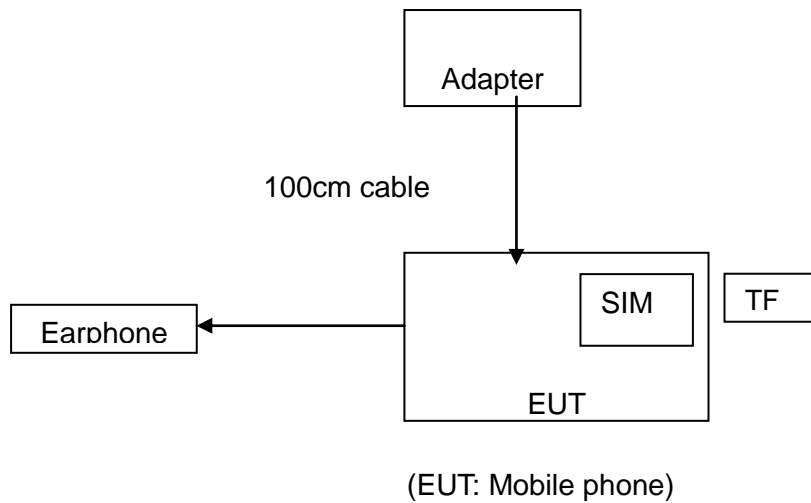 Adapter
100cm cable
SIM
TF
Earphone
EUT
(EUT: Mobile phone)